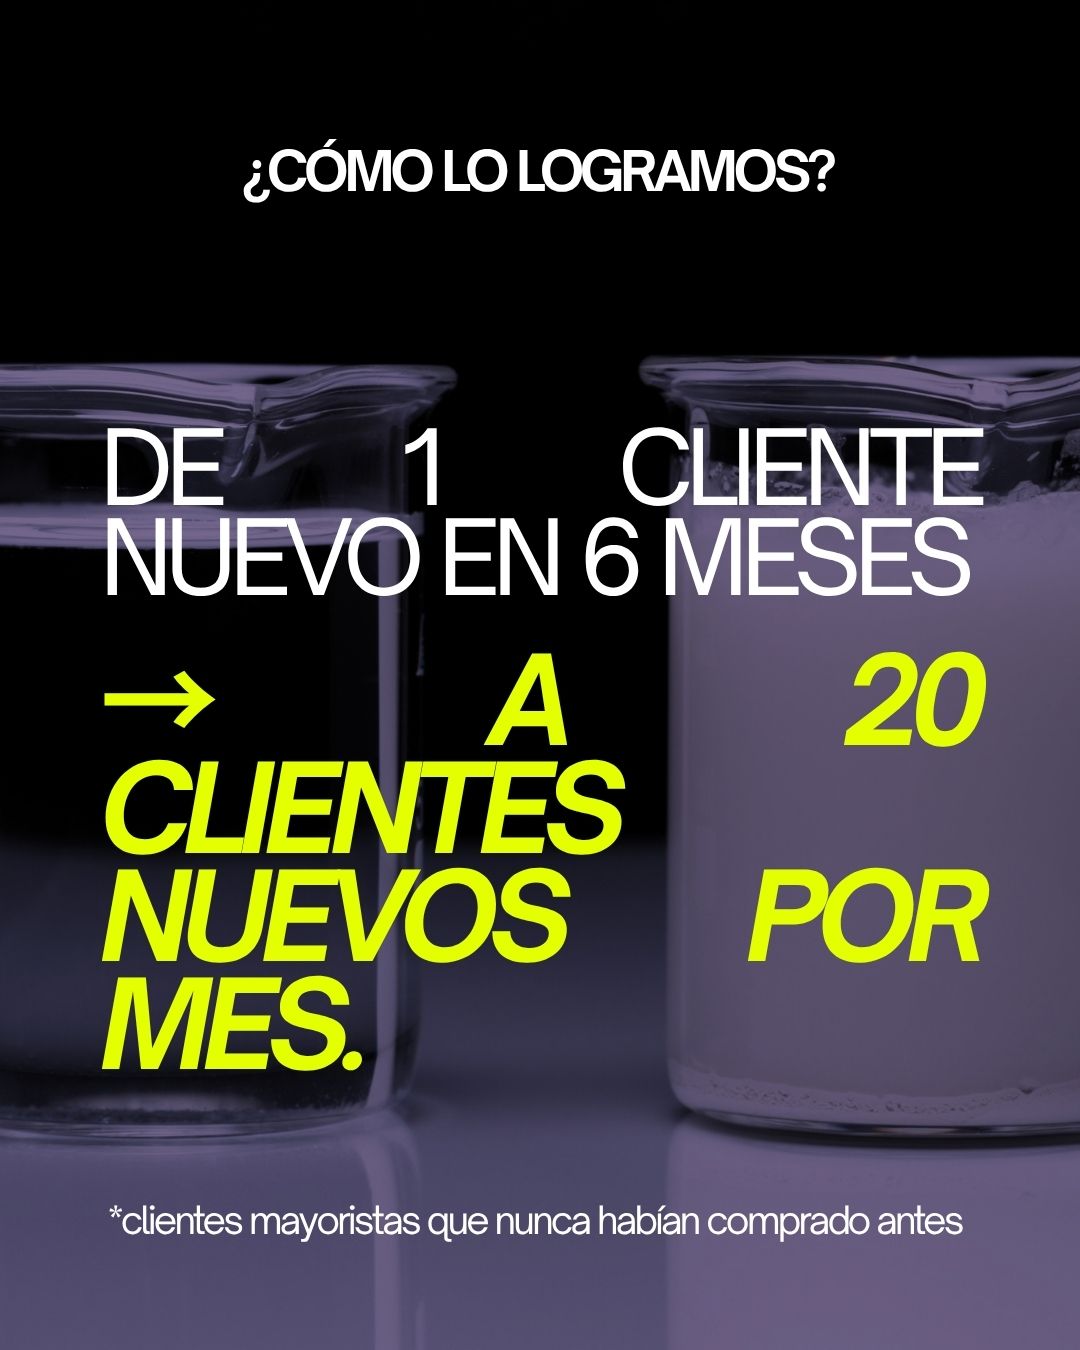 ¿CÓMO LO LOGRAMOS?
DE 1 CLIENTE
NUEVO EN 6 MESES
→ A 20
CLIENTES
NUEVOS POR
MES.
*clientes mayoristas que nunca habían comprado antes